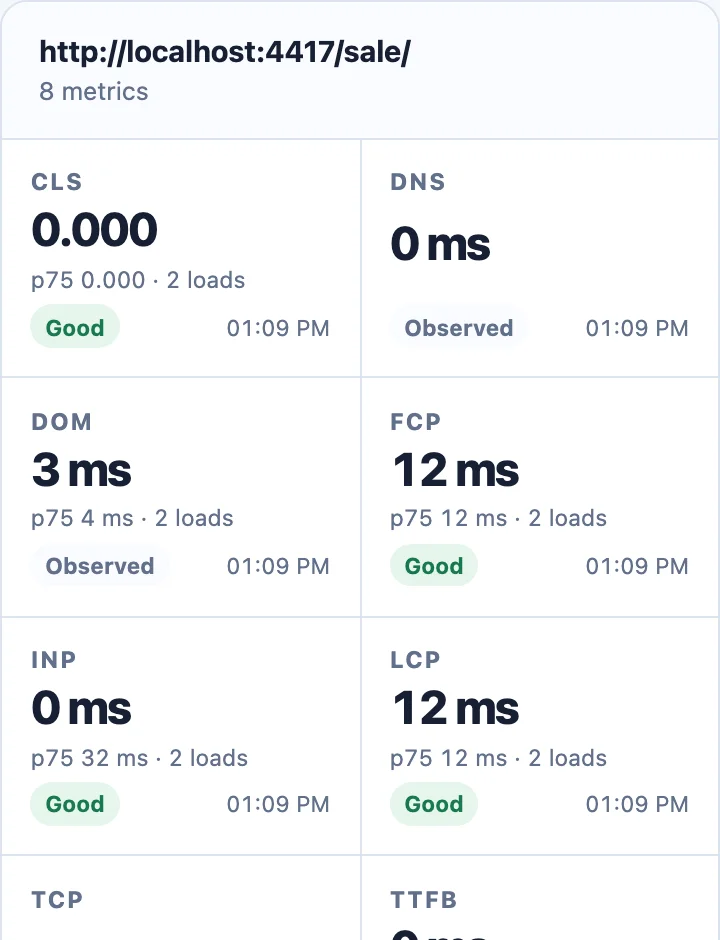 http://localhost:4417/sale/
8 metrics
CLS
0.000
p75 0.000 · 2 loads
Good 01:09 PM
DNS
0 ms
Observed 01:09 PM
DOM
3 ms
p75 4 ms · 2 loads
Observed 01:09 PM
FCP
12 ms
p75 12 ms · 2 loads
Good 01:09 PM
INP
0 ms
p75 32 ms · 2 loads
Good 01:09 PM
LCP
12 ms
p75 12 ms · 2 loads
Good 01:09 PM
TCP
TTFB